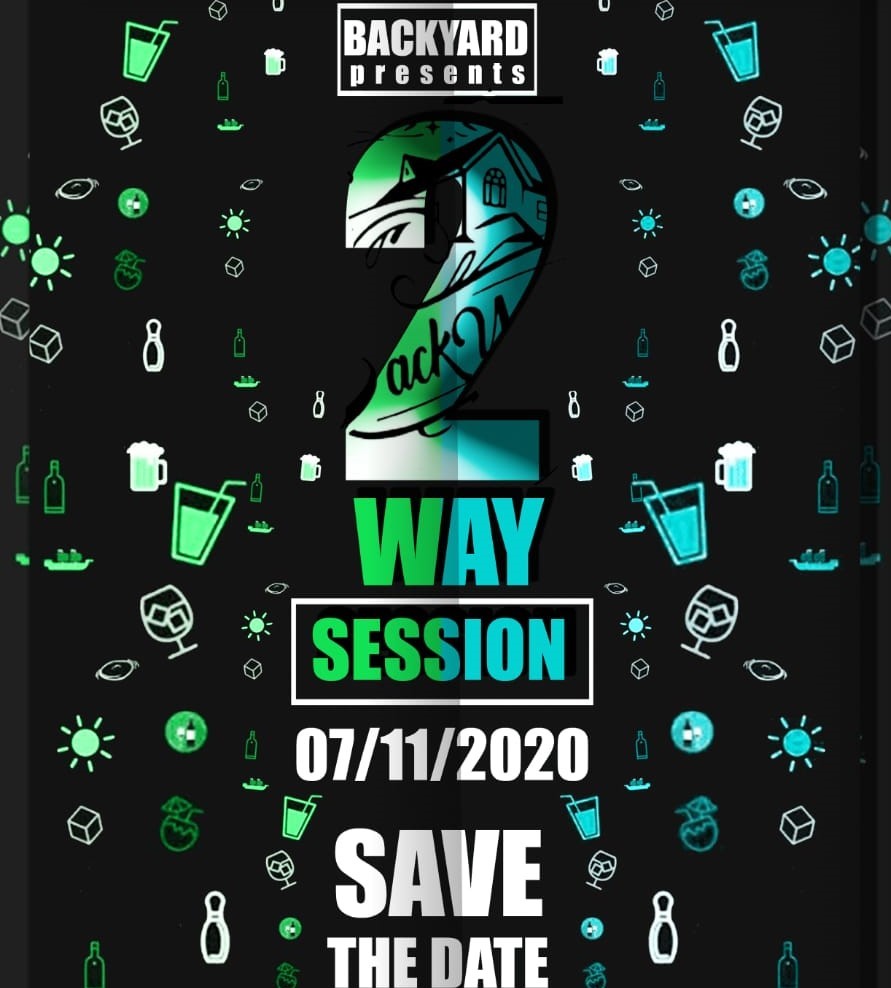 BACKYARD
presents
2
WAY
SESSION
07/11/2020
SAVE
THE DATE